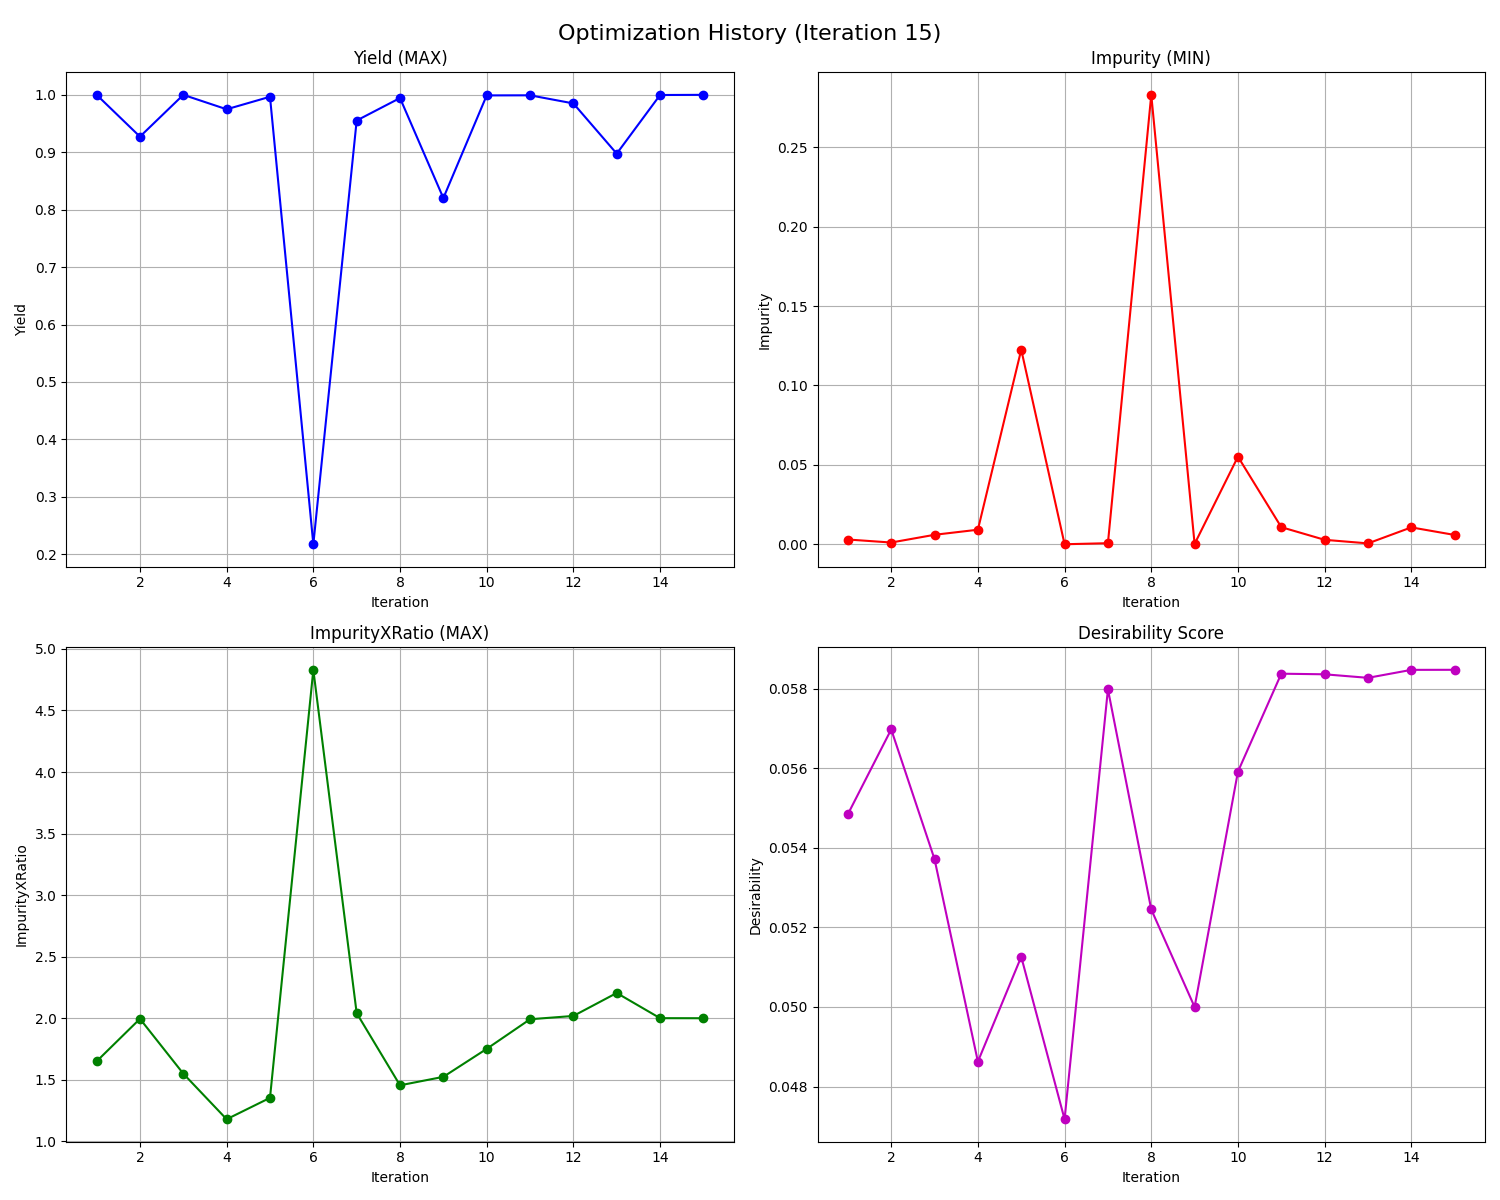 Optimization History (Iteration 15)
Yield (MAX)
1.0
0.9
0.8
0.7
0.6
0.5
0.4
0.3
0.2
Yield
2 4 6 8 10 12 14
Iteration
Impurity (MIN)
0.25
0.20
0.15
0.10
0.05
0.00
Impurity
2 4 6 8 10 12 14
Iteration
ImpurityXRatio (MAX)
5.0
4.5
4.0
3.5
3.0
2.5
2.0
1.5
1.0
ImpurityXRatio
2 4 6 8 10 12 14
Iteration
Desirability Score
0.058
0.056
0.054
0.052
0.050
0.048
Desirability
2 4 6 8 10 12 14
Iteration